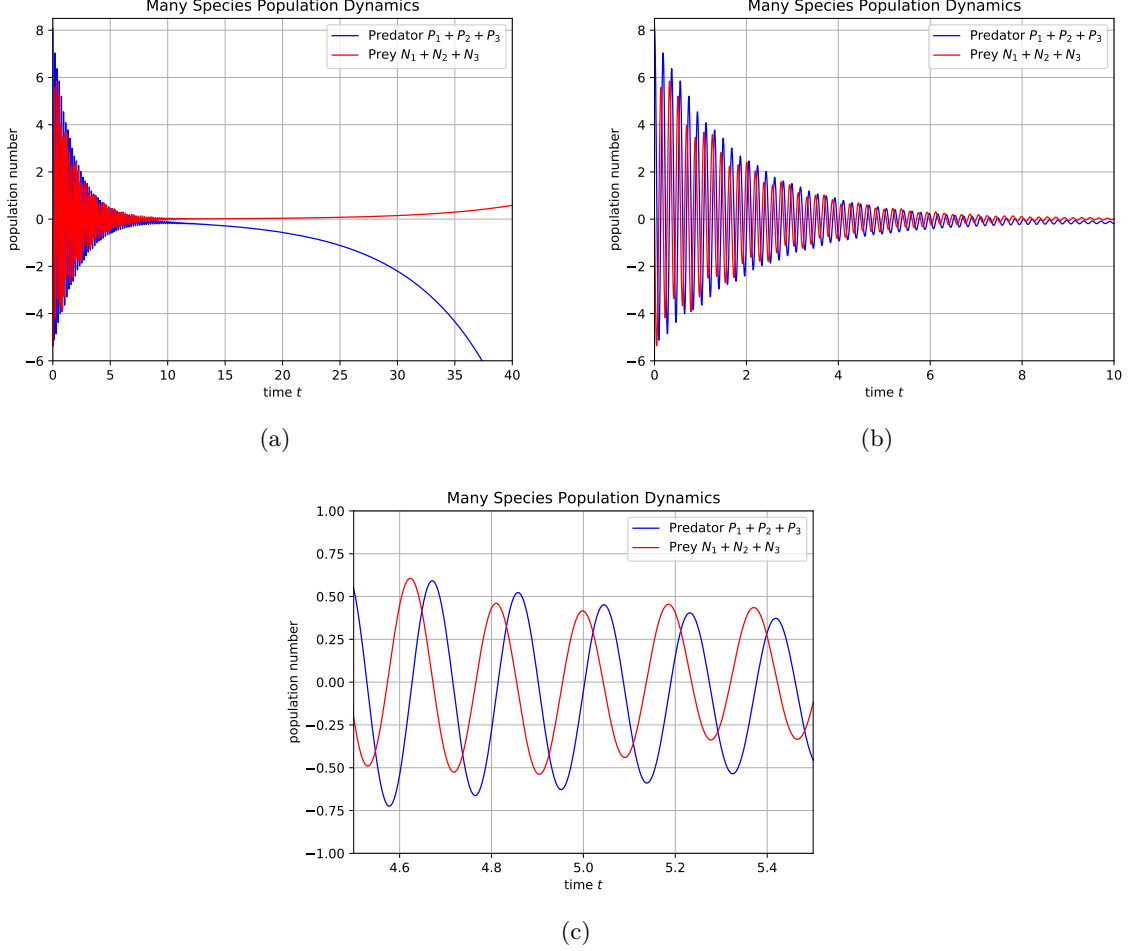 Many Species Population Dynamics
8
6
4
2
0
−2
−4
−6
population number
Predator P₁ + P₂ + P₃
Prey N₁ + N₂ + N₃
0 5 10 15 20 25 30 35 40
time t
(a)
Many Species Population Dynamics
8
6
4
2
0
−2
−4
−6
population number
Predator P₁ + P₂ + P₃
Prey N₁ + N₂ + N₃
0 2 4 6 8 10
time t
(b)
Many Species Population Dynamics
1.00
0.75
0.50
0.25
0.00
−0.25
−0.50
−0.75
−1.00
population number
Predator P₁ + P₂ + P₃
Prey N₁ + N₂ + N₃
4.6 4.8 5.0 5.2 5.4
time t
(c)